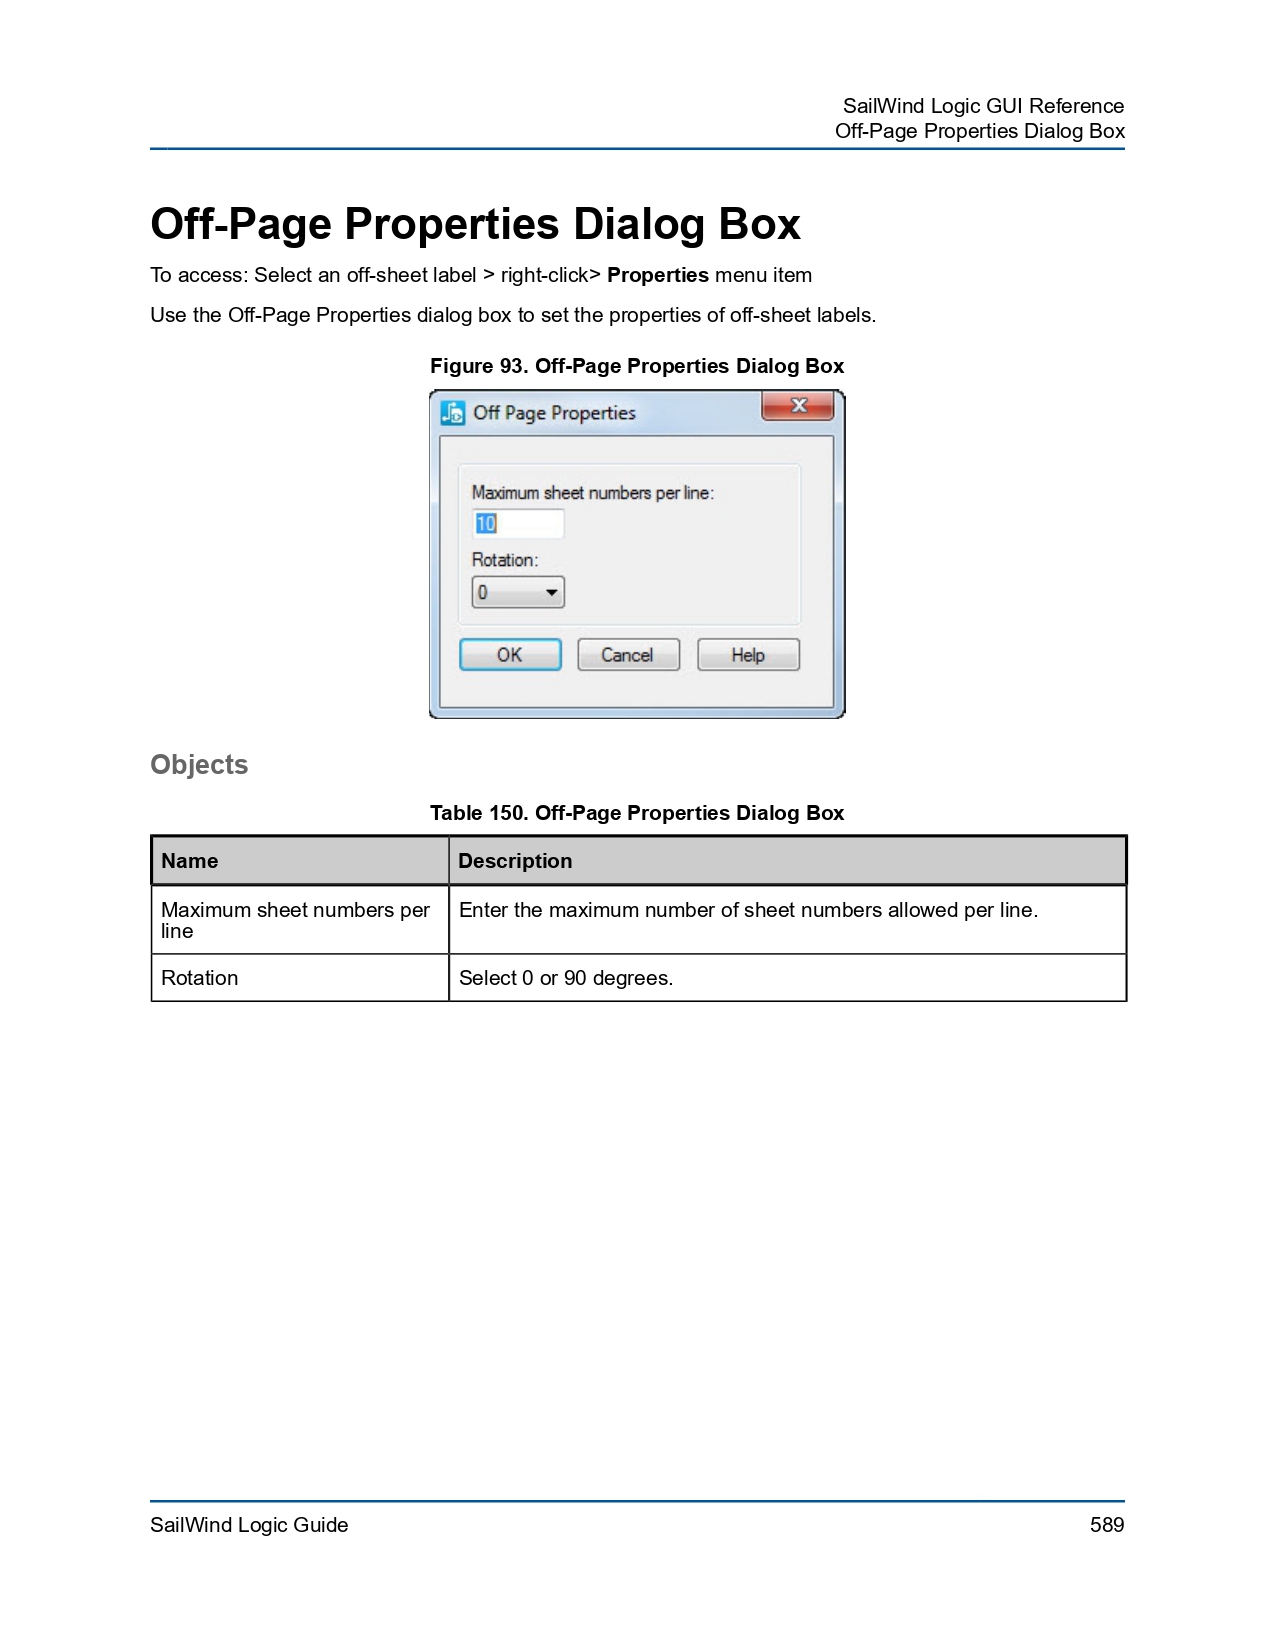 SailWind Logic GUI Reference
Off-Page Properties Dialog Box
Off-Page Properties Dialog Box
To access: Select an off-sheet label > right-click> Properties menu item
Use the Off-Page Properties dialog box to set the properties of off-sheet labels.
Figure 93. Off-Page Properties Dialog Box
Off Page Properties
Maximum sheet numbers per line:
10
Rotation:
0
OK Cancel Help
Objects
Table 150. Off-Page Properties Dialog Box
Name Description
Maximum sheet numbers per Enter the maximum number of sheet numbers allowed per line.
line
Rotation Select 0 or 90 degrees.
SailWind Logic Guide 589